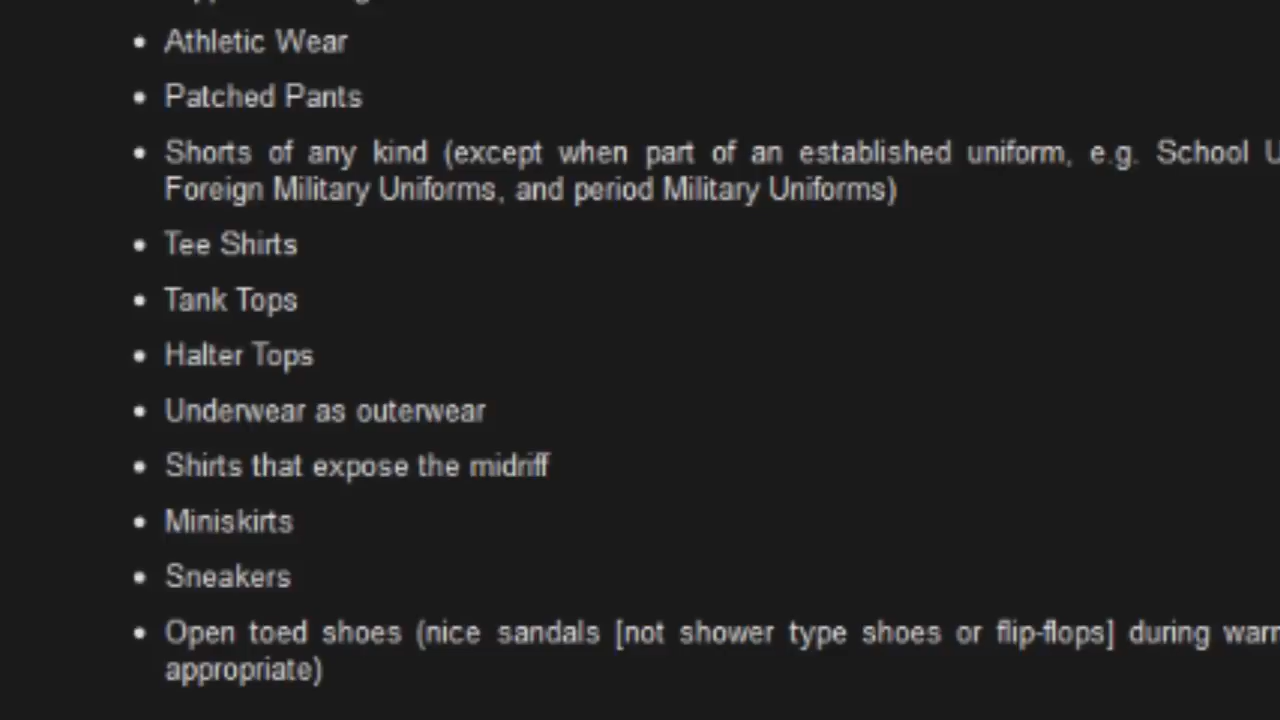 • Athletic Wear
• Patched Pants
• Shorts of any kind (except when part of an established uniform, e.g. School
Foreign Military Uniforms, and period Military Uniforms)
• Tee Shirts
• Tank Tops
• Halter Tops
• Underwear as outerwear
• Shirts that expose the midriff
• Miniskirts
• Sneakers
• Open toed shoes (nice sandals [not shower type shoes or flip-flops] during
appropriate)